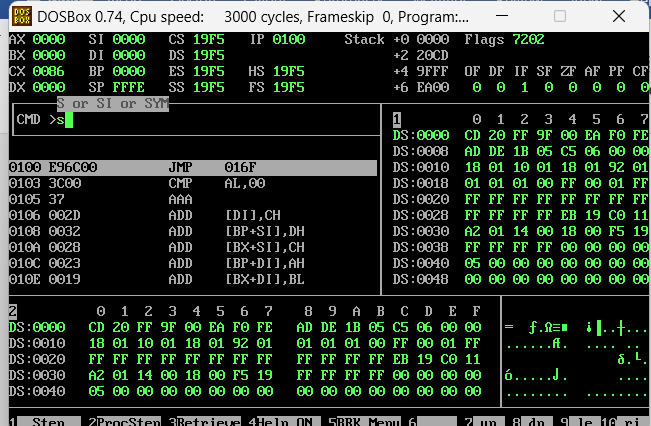 DOSBox 0.74, Cpu speed: 3000 cycles, Frameskip 0, Program:...
AX 0000 SI 0000 CS 19F5 IP 0100 Stack +0 0000 Flags 7202
BX 0000 DI 0000 DS 19F5 +2 20CD
CX 0086 BP 0000 ES 19F5 HS 19F5 +4 9FFF OF DF IF SF ZF AF PF CF
DX 0000 SP FFFE SS 19F5 FS 19F5 +6 EA00 0 0 1 0 0 0 0 0
S or SI or SYM
CMD >s
1 0 1 2 3 4 5 6 7
DS:0000 CD 20 FF 9F 00 EA F0 FE
DS:0008 AD DE 1B 05 C5 06 00 00
0100 E96C00 JMP 016F DS:0010 18 01 10 01 18 01 92 01
0103 3C00 CMP AL,00 DS:0018 01 01 01 00 FF 00 01 FF
0105 37 AAA DS:0020 FF FF FF FF FF FF FF FF
0106 002D ADD [DI],CH DS:0028 FF FF FF FF EB 19 C0 11
0108 0032 ADD [BP+SI],DH DS:0030 A2 01 14 00 18 00 F5 19
010A 0028 ADD [BX+SI],CH DS:0038 FF FF FF FF 00 00 00 00
010C 0023 ADD [BP+DI],AH DS:0040 05 00 00 00 00 00 00 00
010E 0019 ADD [BX+DI],BL DS:0048 00 00 00 00 00 00 00 00
2 0 1 2 3 4 5 6 7 8 9 A B C D E F
DS:0000 CD 20 FF 9F 00 EA F0 FE AD DE 1B 05 C5 06 00 00
DS:0010 18 01 10 01 18 01 92 01 01 01 01 00 FF 00 01 FF
DS:0020 FF FF FF FF FF FF FF FF FF FF FF FF EB 19 C0 11
DS:0030 A2 01 14 00 18 00 F5 19 FF FF FF FF 00 00 00 00
DS:0040 05 00 00 00 00 00 00 00 00 00 00 00 00 00 00 00
1 Step 2ProcStep 3Retrieve 4Help ON 5BRK Menu 6 7 up 8 dn 9 le 10 ri